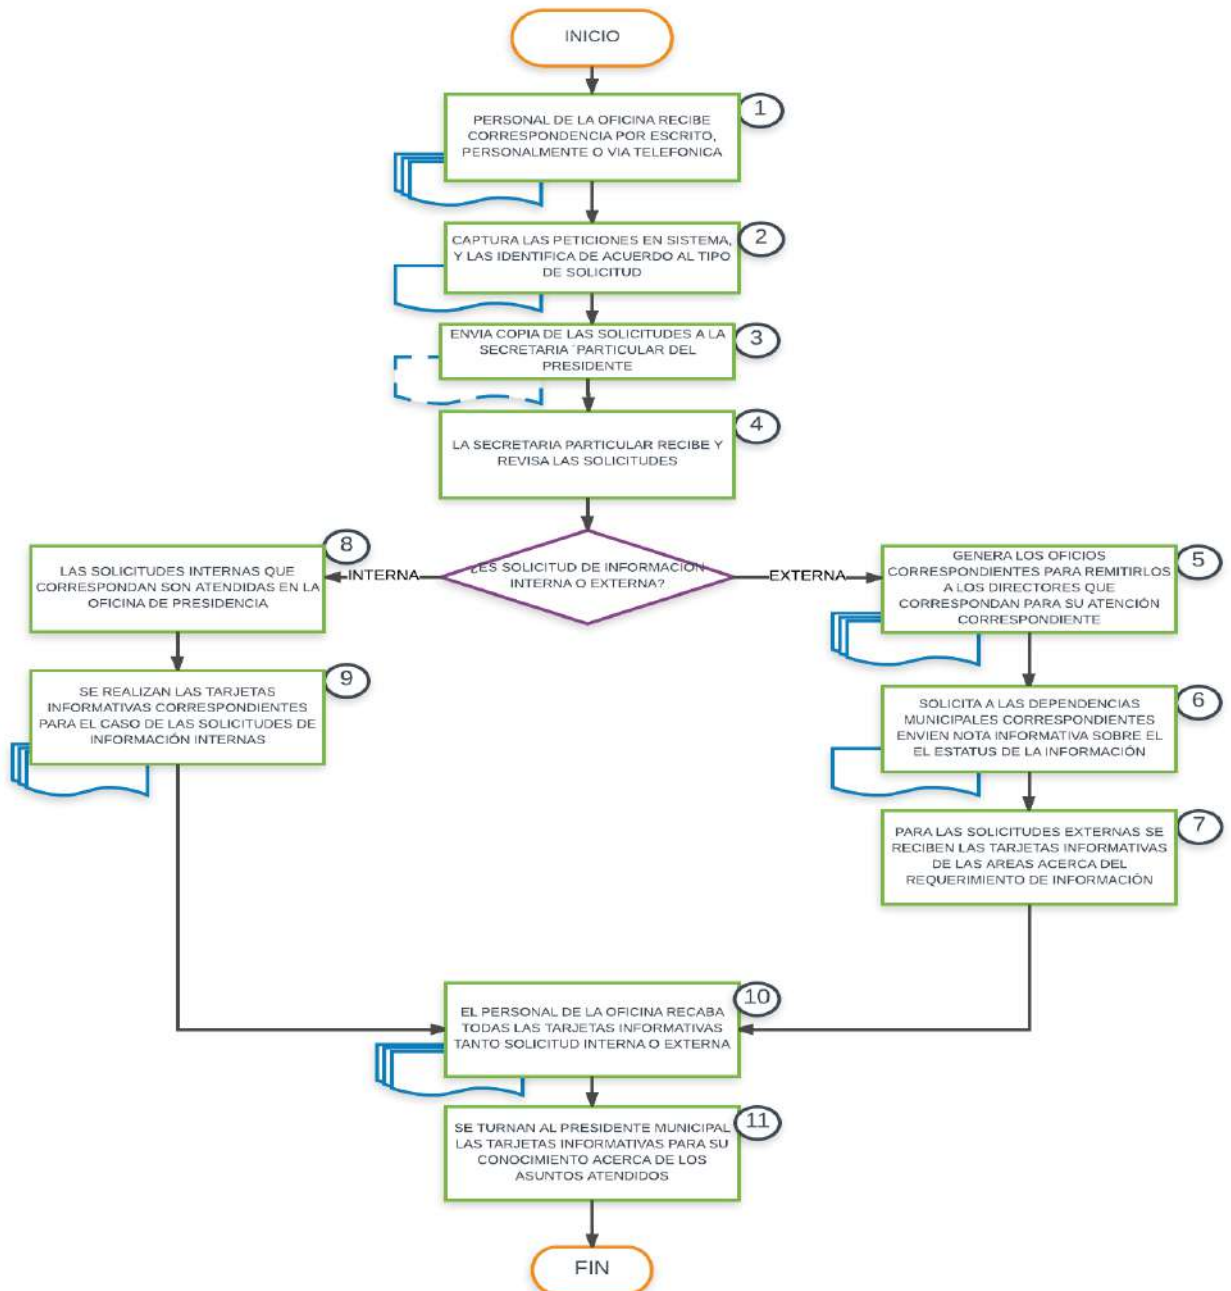 INICIO
1
PERSONAL DE LA OFICINA RECIBE
CORRESPONDENCIA POR ESCRITO,
PERSONALMENTE O VIA TELEFONICA
2
CAPTURA LAS PETICIONES EN SISTEMA,
Y LAS IDENTIFICA DE ACUERDO AL TIPO
DE SOLICITUD
3
ENVIA COPIA DE LAS SOLICITUDES A LA
SECRETARIA ´PARTICULAR DEL
PRESIDENTE
4
LA SECRETARIA PARTICULAR RECIBE Y
REVISA LAS SOLICITUDES
¿ES SOLICITUD DE INFORMACIÓN
INTERNA O EXTERNA?
INTERNA
EXTERNA
5
GENERA LOS OFICIOS
CORRESPONDIENTES PARA REMITIRLOS
A LOS DIRECTORES QUE
CORRESPONDAN PARA SU ATENCIÓN
CORRESPONDIENTE
6
SOLICITA A LAS DEPENDENCIAS
MUNICIPALES CORRESPONDIENTES
ENVIEN NOTA INFORMATIVA SOBRE EL
EL ESTATUS DE LA INFORMACIÓN
7
PARA LAS SOLICITUDES EXTERNAS SE
RECIBEN LAS TARJETAS INFORMATIVAS
DE LAS AREAS ACERCA DEL
REQUERIMIENTO DE INFORMACIÓN
8
LAS SOLICITUDES INTERNAS QUE
CORRESPONDAN SON ATENDIDAS EN LA
OFICINA DE PRESIDENCIA
9
SE REALIZAN LAS TARJETAS
INFORMATIVAS CORRESPONDIENTES
PARA EL CASO DE LAS SOLICITUDES DE
INFORMACIÓN INTERNAS
10
EL PERSONAL DE LA OFICINA RECABA
TODAS LAS TARJETAS INFORMATIVAS
TANTO SOLICITUD INTERNA O EXTERNA
11
SE TURNAN AL PRESIDENTE MUNICIPAL
LAS TARJETAS INFORMATIVAS PARA SU
CONOCIMIENTO ACERCA DE LOS
ASUNTOS ATENDIDOS
FIN